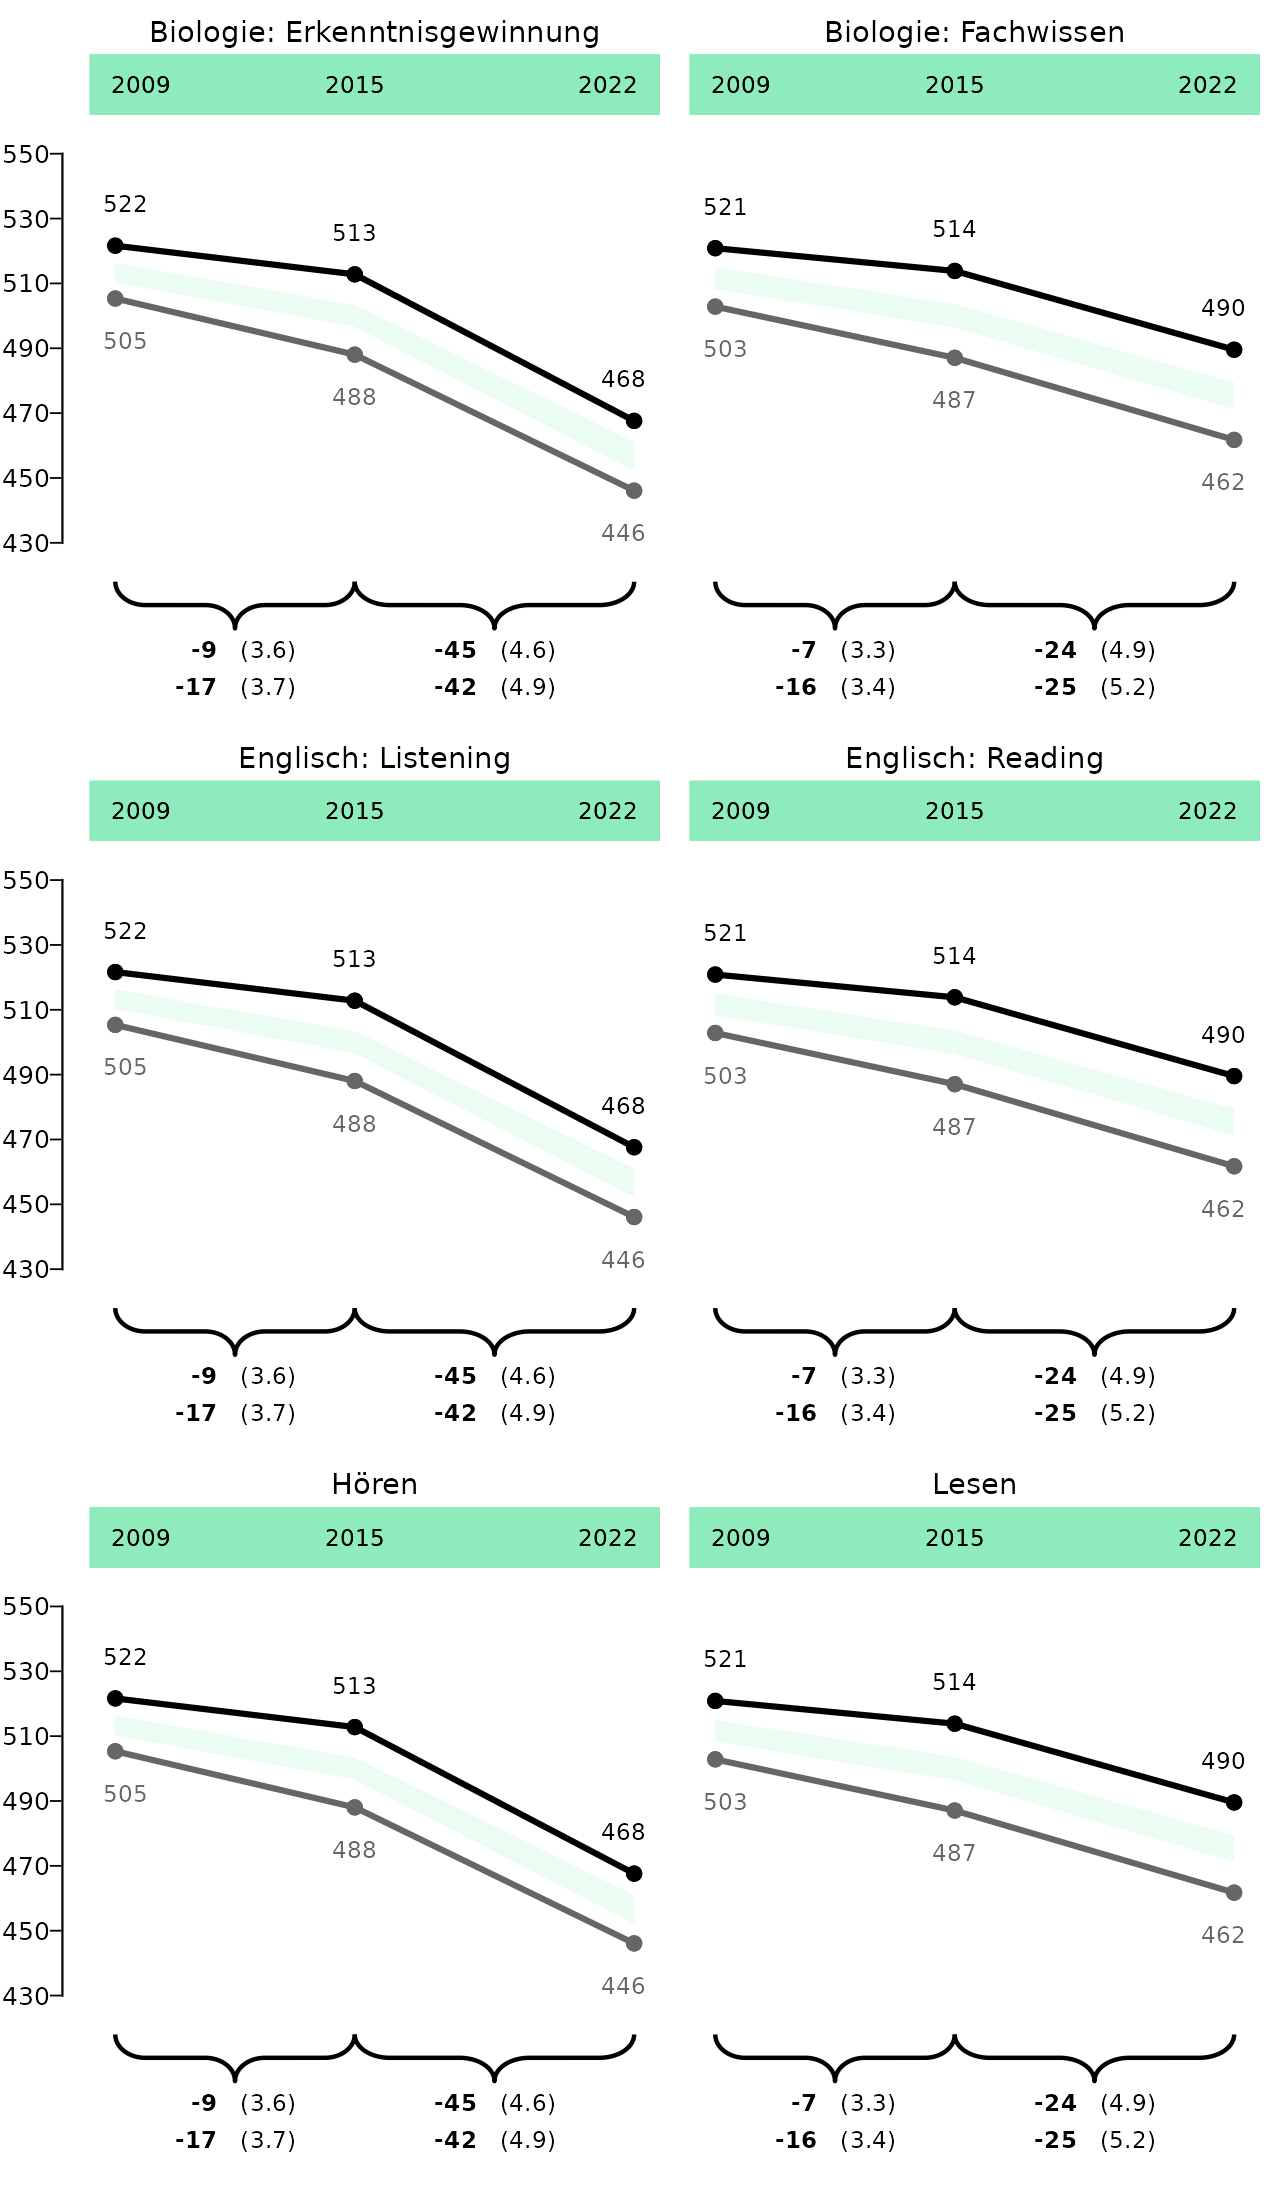 Biologie: Erkenntnisgewinnung
2009 2015 2022
550
530
510
490
470
450
430
522
513
468
505
488
446
-9 (3.6) -45 (4.6)
-17 (3.7) -42 (4.9)
Biologie: Fachwissen
2009 2015 2022
521
514
490
503
487
462
-7 (3.3) -24 (4.9)
-16 (3.4) -25 (5.2)
Englisch: Listening
2009 2015 2022
550
530
510
490
470
450
430
522
513
468
505
488
446
-9 (3.6) -45 (4.6)
-17 (3.7) -42 (4.9)
Englisch: Reading
2009 2015 2022
521
514
490
503
487
462
-7 (3.3) -24 (4.9)
-16 (3.4) -25 (5.2)
Hören
2009 2015 2022
550
530
510
490
470
450
430
522
513
468
505
488
446
-9 (3.6) -45 (4.6)
-17 (3.7) -42 (4.9)
Lesen
2009 2015 2022
521
514
490
503
487
462
-7 (3.3) -24 (4.9)
-16 (3.4) -25 (5.2)